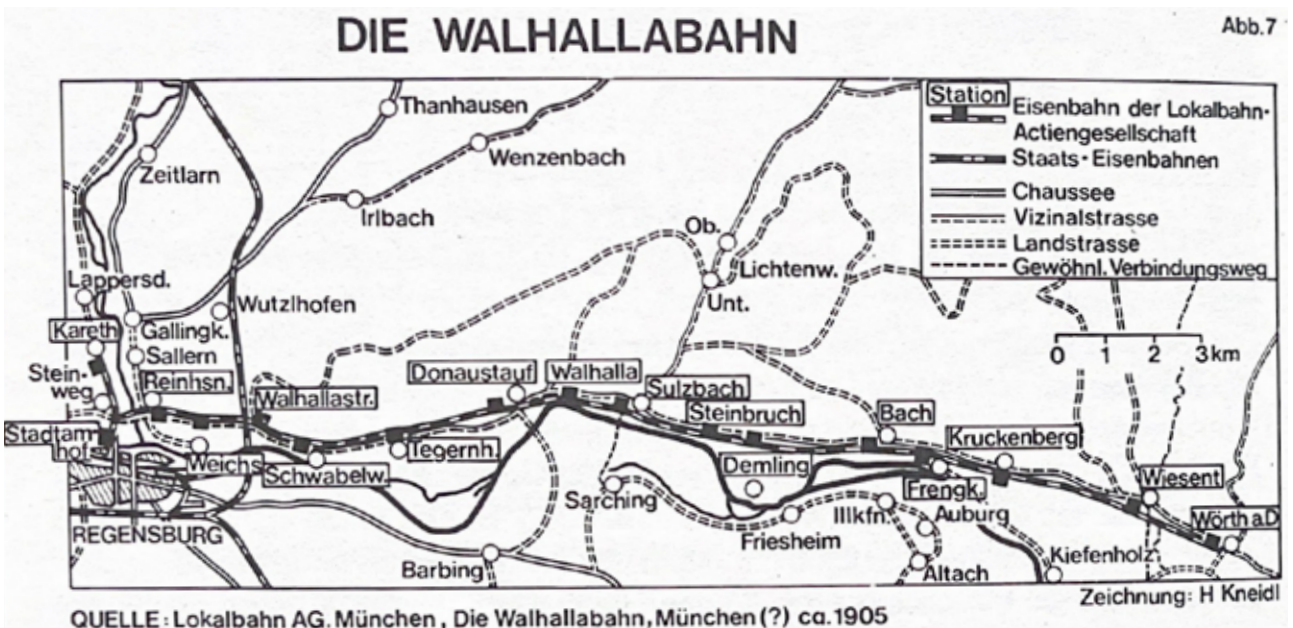 Abb.7
DIE WALHALLABAHN
Station
Eisenbahn der Lokalbahn-
Actiengesellschaft
Staats-Eisenbahnen
Chaussee
Vizinalstrasse
Landstrasse
Gewöhnl. Verbindungsweg
0 1 2 3 km
Thanhausen
Wenzenbach
Zeitlarn
Irlbach
Ob.
Lichtenw.
Unt.
Lappersd.
Wutzlhofen
Kareth
Gallingk.
Sallern
Stein-
weg
Reinhsn.
Walhallastr.
Donaustauf
Walhalla
Sulzbach
Steinbruch
Bach
Kruckenberg
Stadtam-
hof
Weichs
Schwabelw.
Tegernh.
Demling
Frengk.
Wiesent
Wörth a.D
Sarching
Friesheim
Illkfn.
Auburg
REGENSBURG
Barbing
Altach
Kiefenholz
Zeichnung: H Kneidl
QUELLE: Lokalbahn AG. München, Die Walhallabahn, München (?) ca. 1905